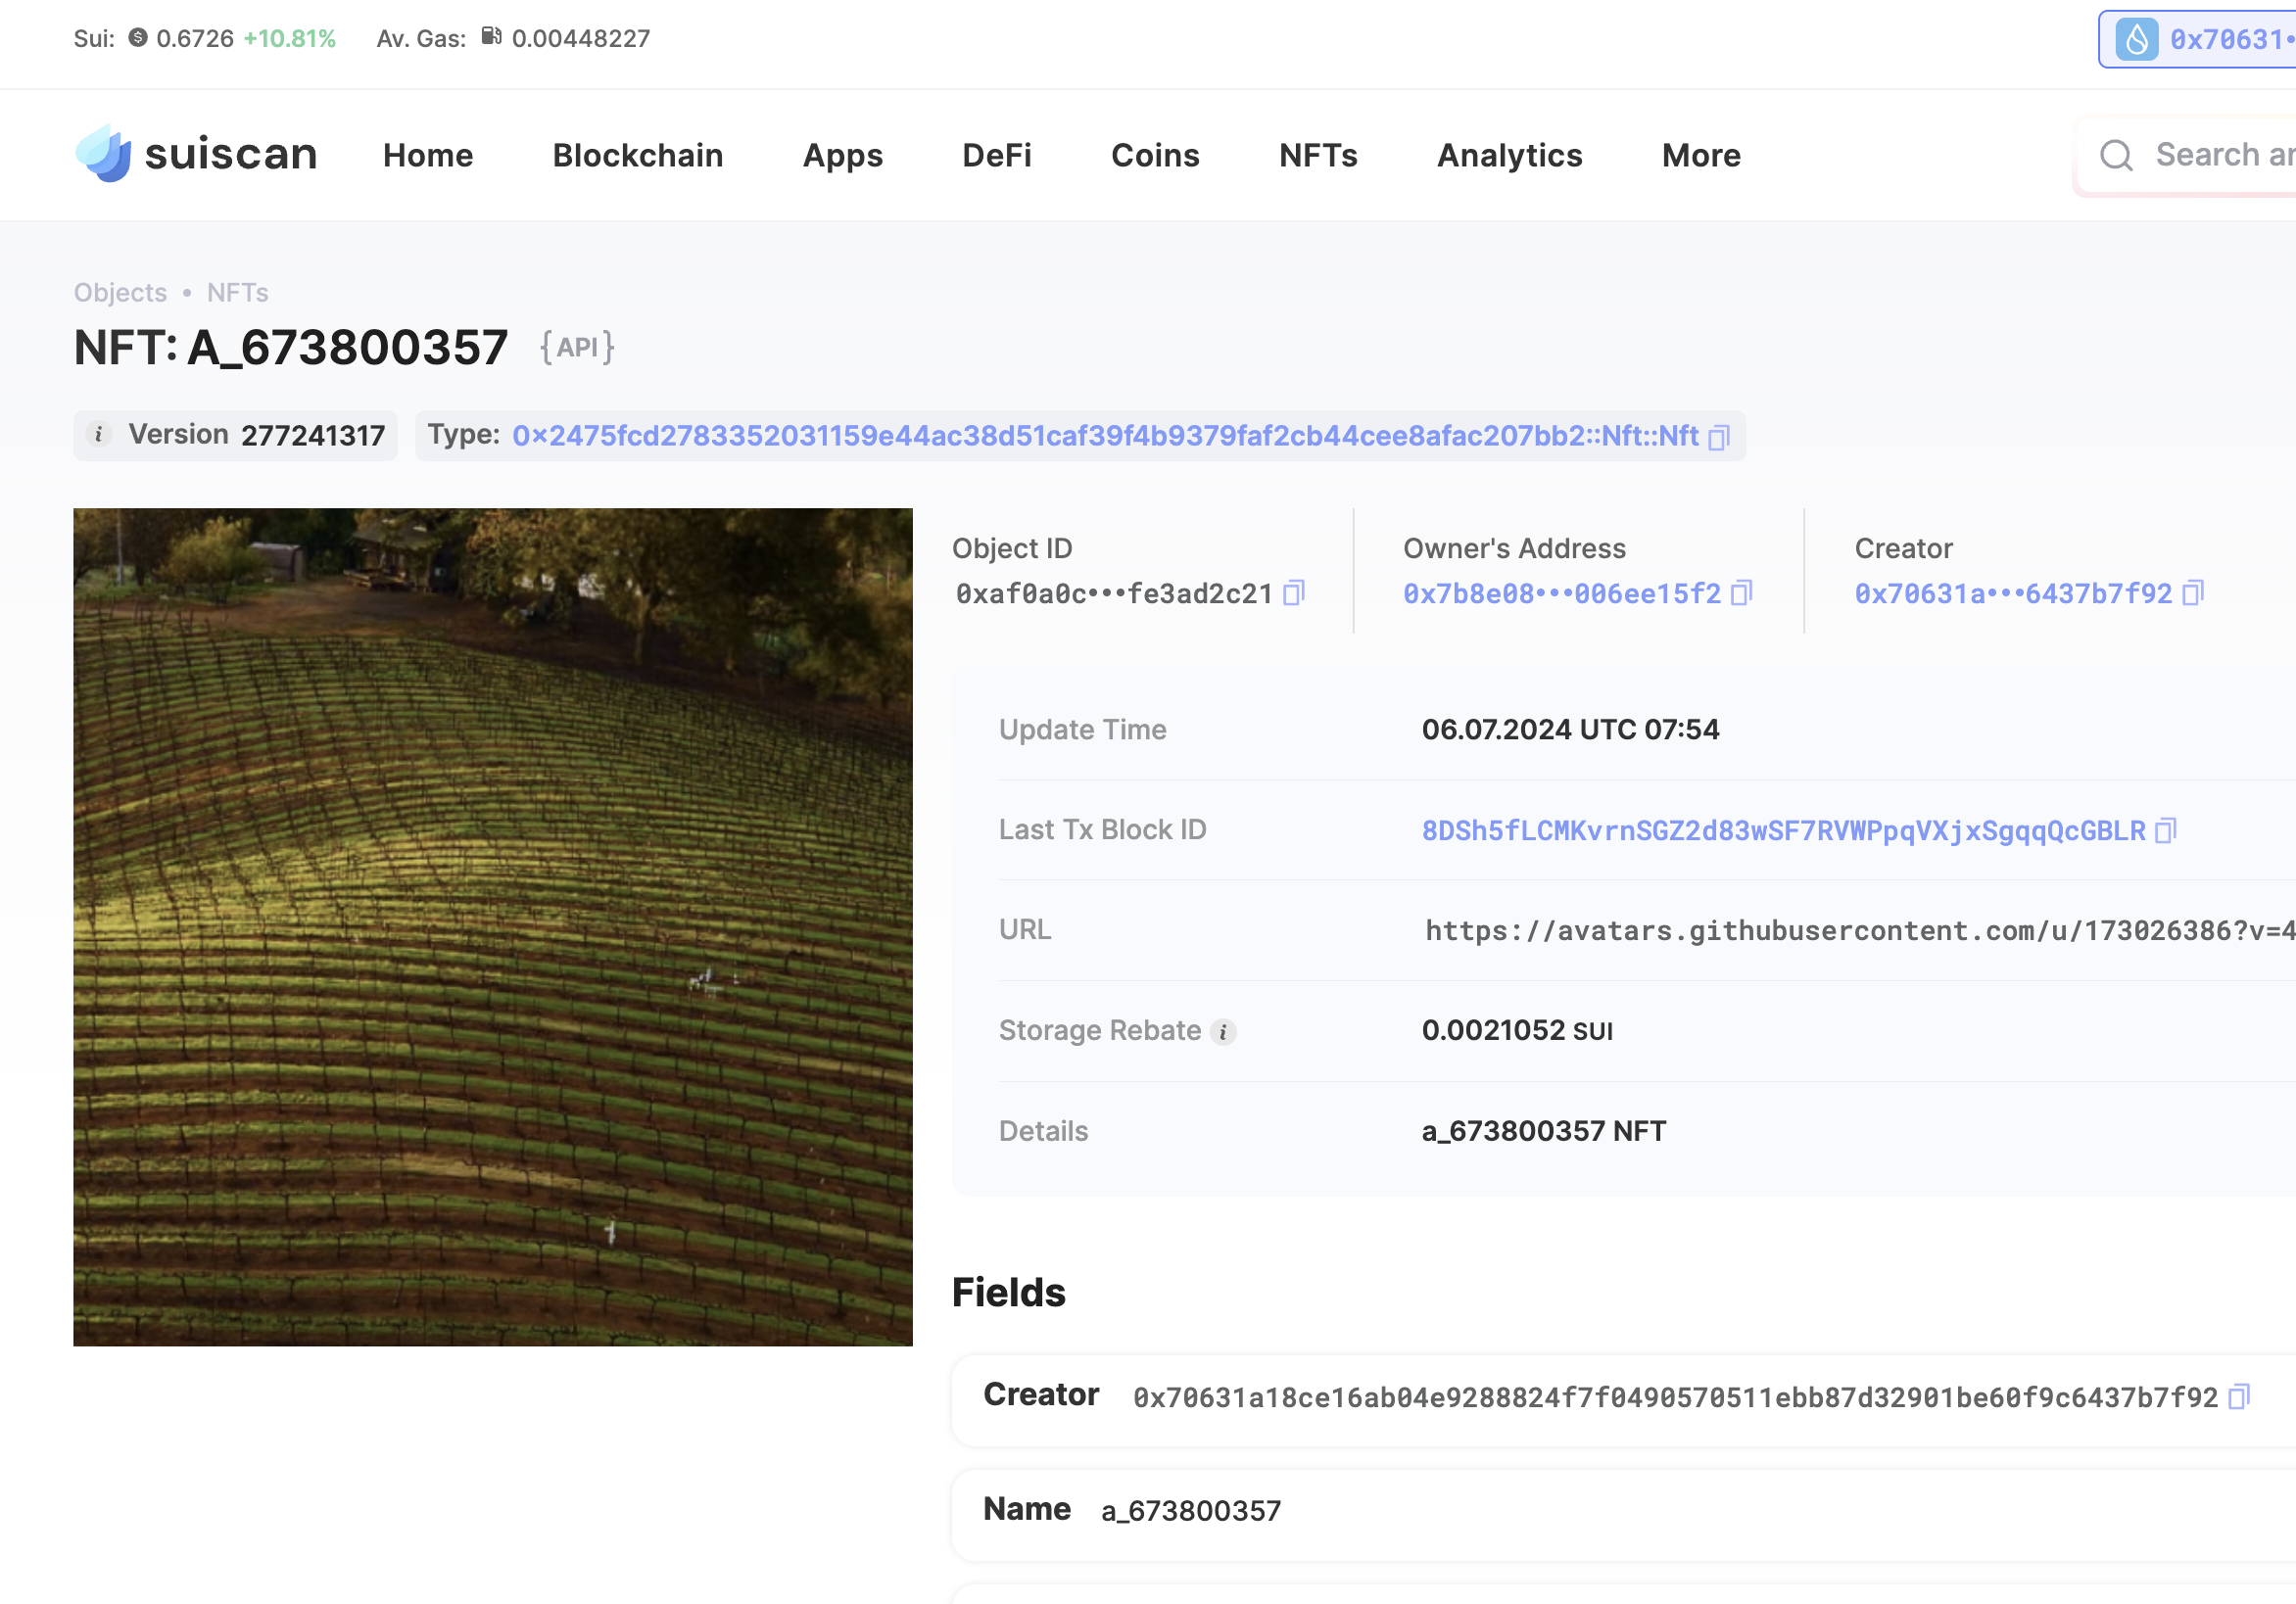 Sui: 0.6726 +10.81% Av. Gas: 0.00448227
0x70631•
suiscan Home Blockchain Apps DeFi Coins NFTs Analytics More
Search
Objects • NFTs
NFT: A_673800357 {API}
i Version 277241317 Type: 0x2475fcd2783352031159e44ac38d51caf39f4b9379faf2cb44cee8afac207bb2::Nft::Nft
Object ID Owner's Address Creator
0xaf0a0c•••fe3ad2c21 0x7b8e08•••006ee15f2 0x70631a•••6437b7f92
Update Time 06.07.2024 UTC 07:54
Last Tx Block ID 8DSh5fLCMKvrnSGZ2d83wSF7RVWPpqVXjxSgqqQcGBLR
URL https://avatars.githubusercontent.com/u/173026386?v=4
Storage Rebate i 0.0021052 SUI
Details a_673800357 NFT
Fields
Creator 0x70631a18ce16ab04e9288824f7f0490570511ebb87d32901be60f9c6437b7f92
Name a_673800357